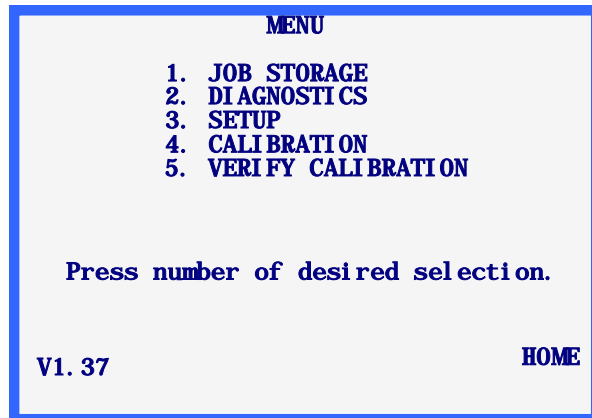 MENU
1. JOB STORAGE
2. DIAGNOSTICS
3. SETUP
4. CALIBRATION
5. VERIFY CALIBRATION
Press number of desired selection.
HOME
V1.37